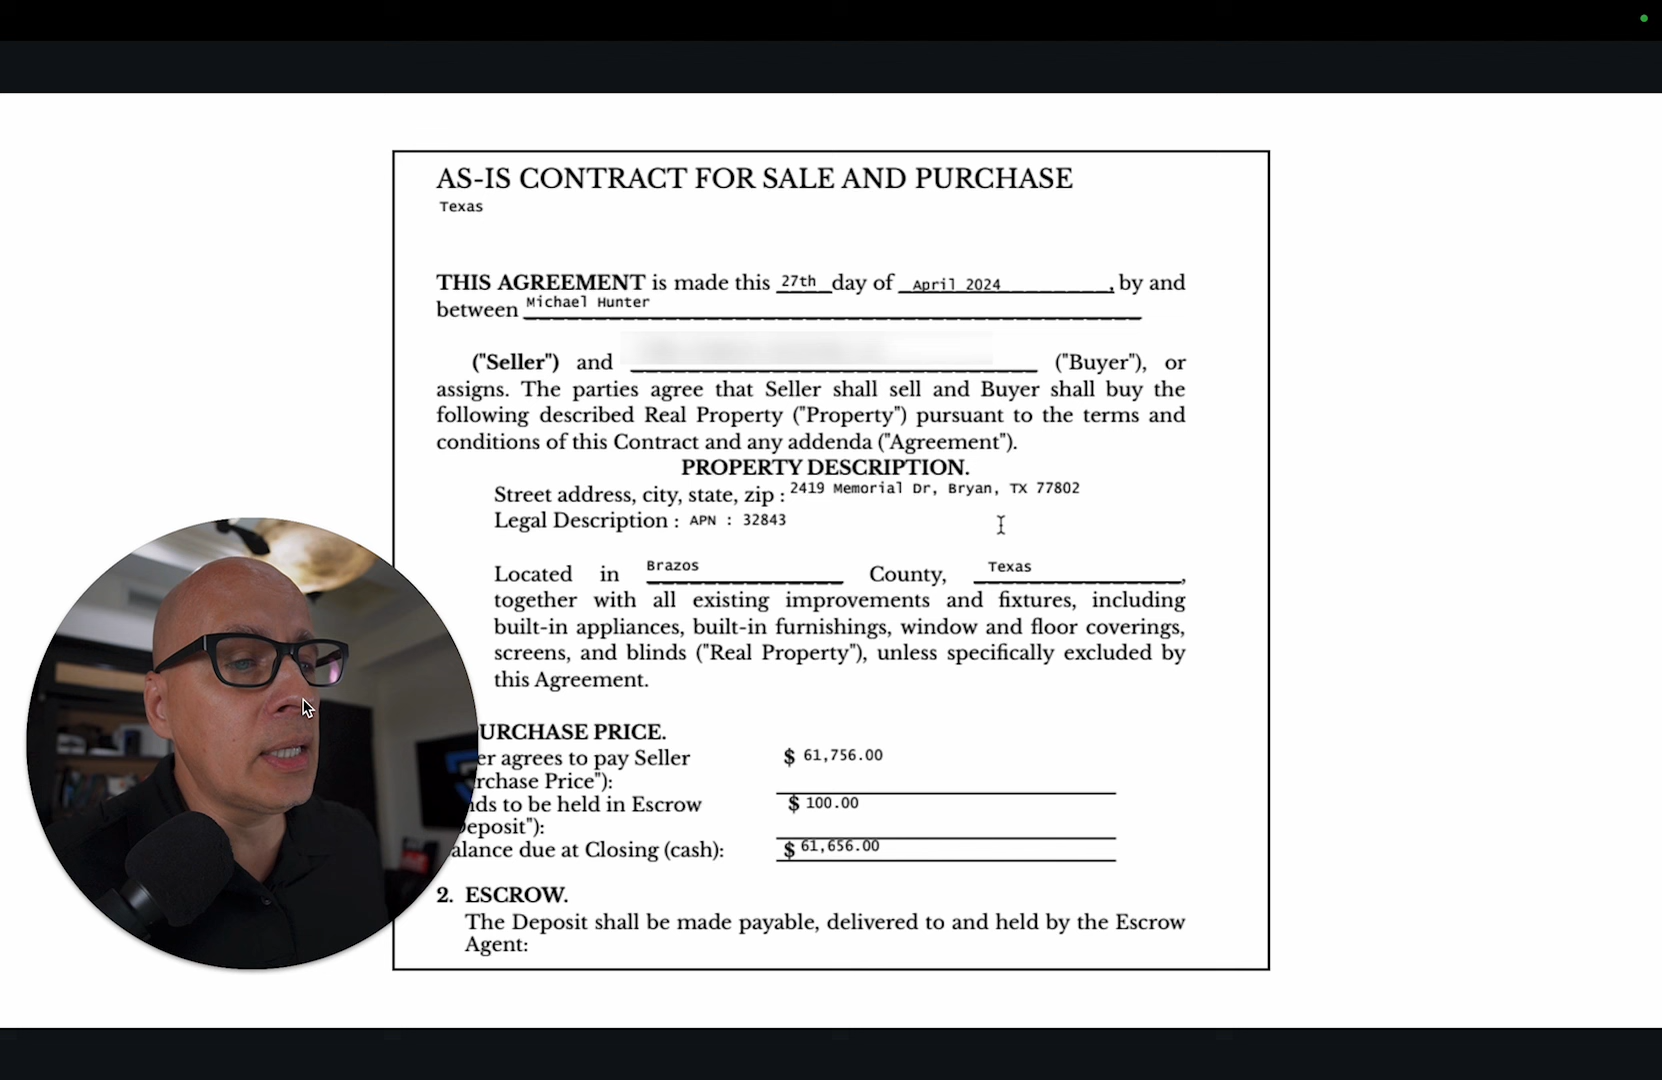 AS-IS CONTRACT FOR SALE AND PURCHASE
Texas
THIS AGREEMENT is made this 27th day of April 2024, by and
between Michael Hunter
("Seller") and ("Buyer"), or
assigns. The parties agree that Seller shall sell and Buyer shall buy the
following described Real Property ("Property") pursuant to the terms and
conditions of this Contract and any addenda ("Agreement").
PROPERTY DESCRIPTION.
Street address, city, state, zip : 2419 Memorial Dr, Bryan, TX 77802
Legal Description : APN : 32843
Located in Brazos County, Texas,
together with all existing improvements and fixtures, including
built-in appliances, built-in furnishings, window and floor coverings,
screens, and blinds ("Real Property"), unless specifically excluded by
this Agreement.
URCHASE PRICE.
er agrees to pay Seller $ 61,756.00
rchase Price"):
ds to be held in Escrow $ 100.00
eposit"):
alance due at Closing (cash): $ 61,656.00
2. ESCROW.
The Deposit shall be made payable, delivered to and held by the Escrow
Agent: